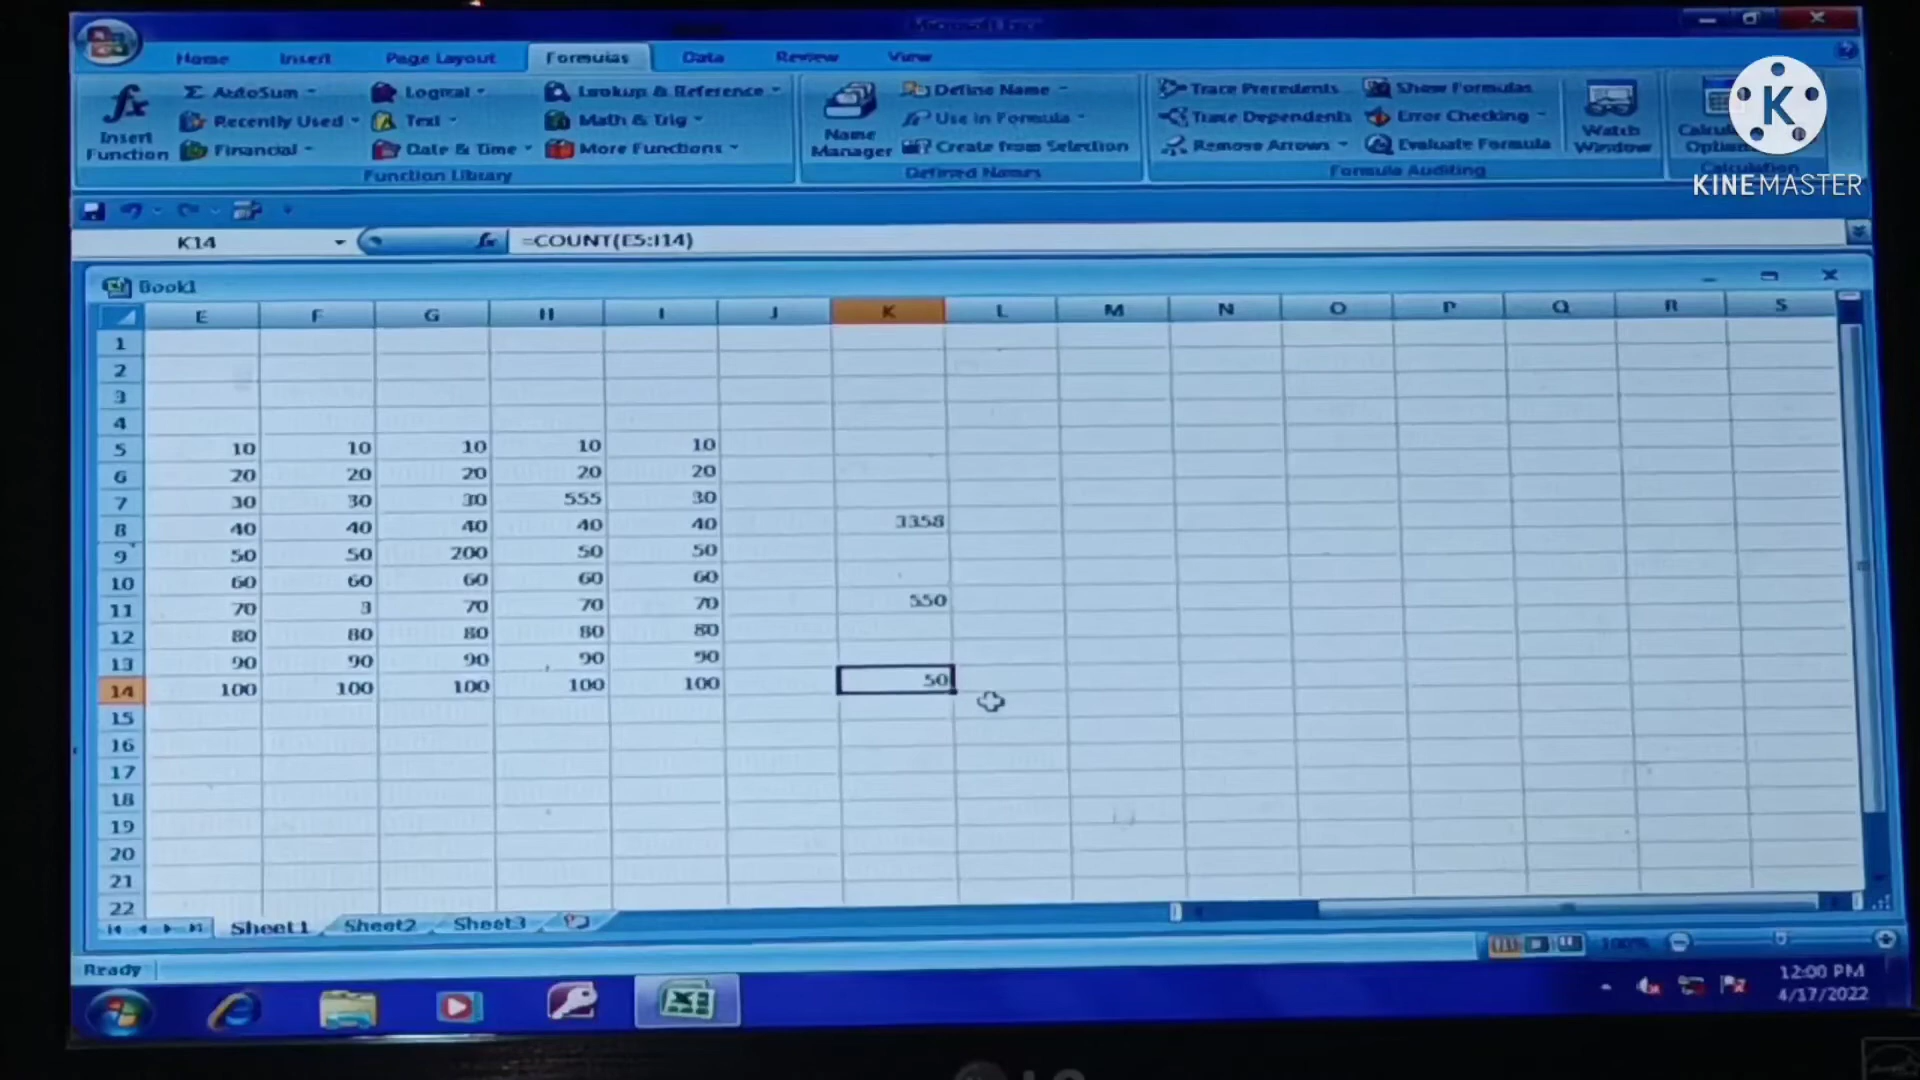 Microsoft Excel
Home Insert Page Layout Formulas Data Review View
Insert Function
AutoSum
Recently Used
Financial
Logical
Text
Date & Time
Lookup & Reference
Math & Trig
More Functions
Function Library
Name Manager
Define Name
Use in Formula
Create from Selection
Defined Names
Trace Precedents
Trace Dependents
Remove Arrows
Show Formulas
Error Checking
Evaluate Formula
Formula Auditing
Watch Window
Calculation
K
KINEMASTER
K14 fx =COUNT(E5:I14)
Book1
E F G H I J K L M N O P Q R S
1
2
3
4
5 10 10 10 10 10
6 20 20 20 20 20
7 30 30 30 555 30
8 40 40 40 40 40 3358
9 50 50 200 50 50
10 60 60 60 60 60
11 70 3 70 70 70 550
12 80 80 80 80 80
13 90 90 90 90 90
14 100 100 100 100 100 50
15
16
17
18
19
20
21
22
Sheet1 Sheet2 Sheet3
Ready 100%
12:00 PM
4/17/2022